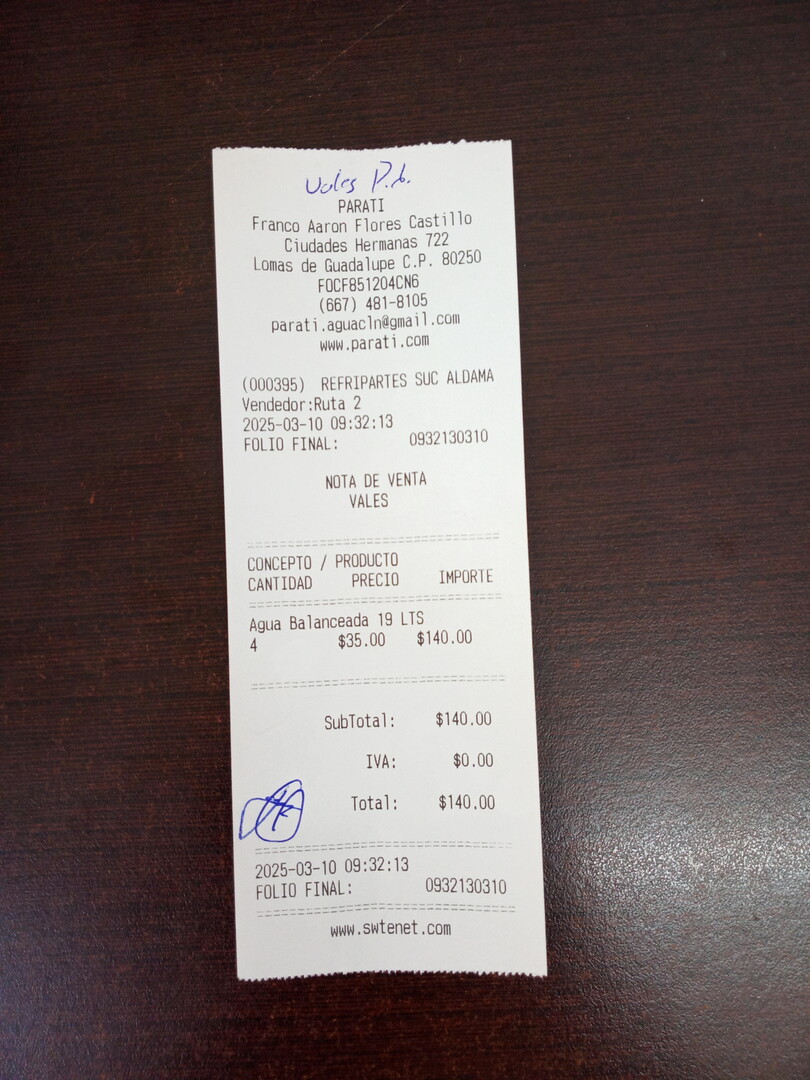 Vales P.b.
PARATI
Franco Aaron Flores Castillo
Ciudades Hermanas 722
Lomas de Guadalupe C.P. 80250
FOCF851204CN6
(667) 481-8105
parati.aguacln@gmail.com
www.parati.com
(000395) REFRIPARTES SUC ALDAMA
Vendedor:Ruta 2
2025-03-10 09:32:13
FOLIO FINAL: 0932130310
NOTA DE VENTA
VALES
CONCEPTO / PRODUCTO
CANTIDAD PRECIO IMPORTE
Agua Balanceada 19 LTS
4 $35.00 $140.00
SubTotal: $140.00
IVA: $0.00
Total: $140.00
2025-03-10 09:32:13
FOLIO FINAL: 0932130310
www.swtenet.com